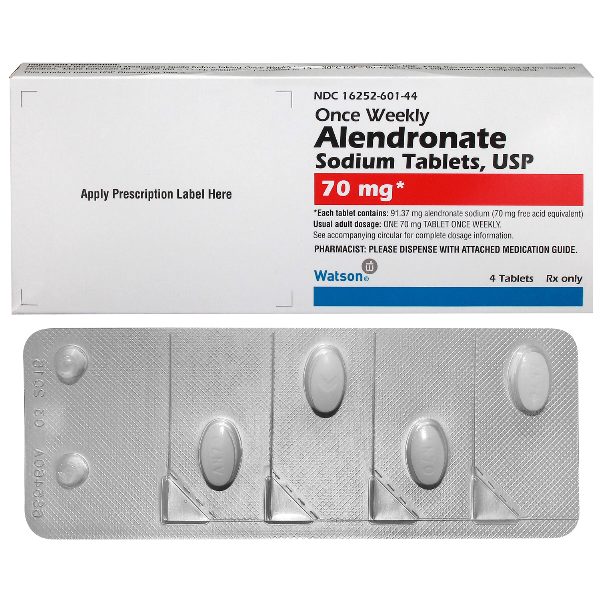 NDC 16252-601-44
Once Weekly
Alendronate
Sodium Tablets, USP
70 mg*
Apply Prescription Label Here
*Each tablet contains: 91.37 mg alendronate sodium (70 mg free acid equivalent)
Usual adult dosage: ONE 70 mg TABLET ONCE WEEKLY.
See accompanying circular for complete dosage information.
PHARMACIST: PLEASE DISPENSE WITH ATTACHED MEDICATION GUIDE.
Watson®
4 Tablets Rx only